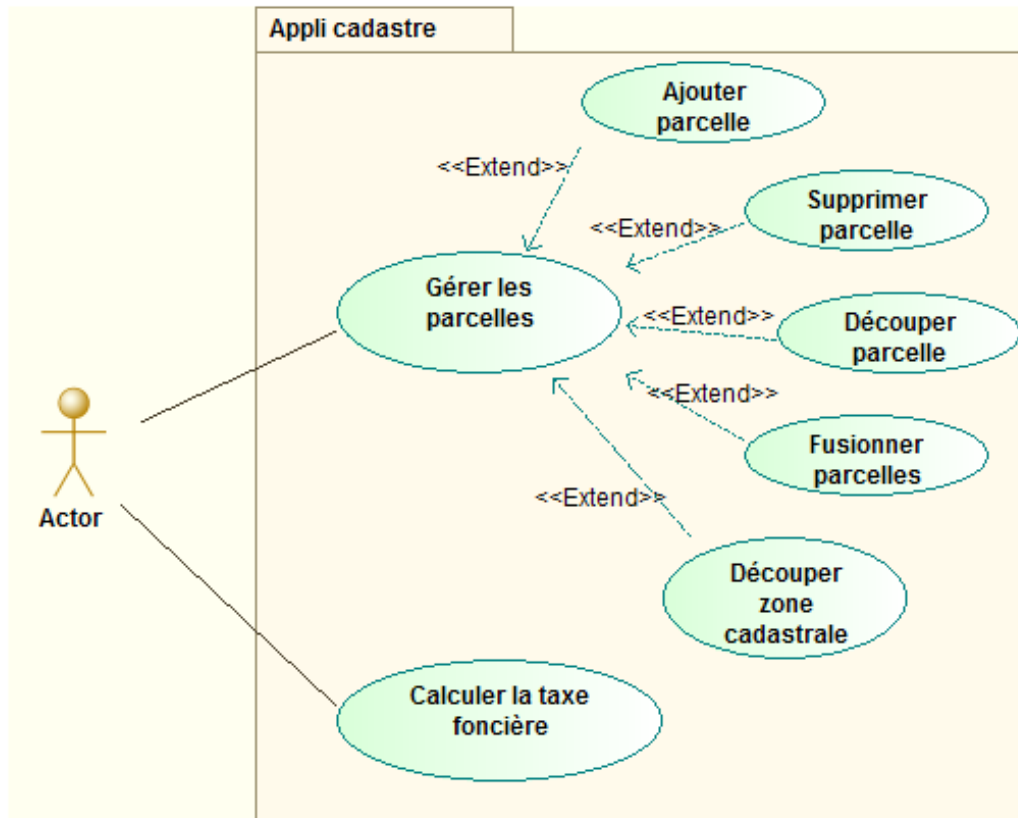 Appli cadastre
Ajouter
parcelle
<<Extend>>
Supprimer
parcelle
<<Extend>>
Gérer les
parcelles
<<Extend>>
Découper
parcelle
<<Extend>>
Fusionner
parcelles
<<Extend>>
Actor
Découper
zone
cadastrale
Calculer la taxe
foncière